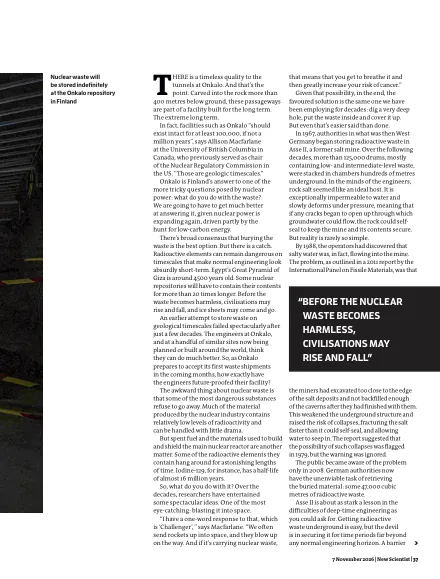 Nuclear waste will
be stored indefinitely
at the Onkalo repository
in Finland
THERE is a timeless quality to the
tunnels at Onkalo. And that's the
point. Carved into the rock more than
400 metres below ground, these passageways
are part of a facility built for the long term.
The extreme long term.
In fact, facilities such as Onkalo "should
exist intact for at least 100,000, if not a
million years", says Allison Macfarlane
at the University of British Columbia in
Canada, who previously served as chair
of the Nuclear Regulatory Commission in
the US. "Those are geologic timescales."
Onkalo is Finland's answer to one of the
more tricky questions posed by nuclear
power: what do you do with the waste?
We are going to have to get much better
at answering it, given nuclear power is
expanding again, driven partly by the
hunt for low-carbon energy.
There's broad consensus that burying the
waste is the best option. But there is a catch.
Radioactive elements can remain dangerous on
timescales that make normal engineering look
absurdly short-term. Egypt's Great Pyramid of
Giza is around 4500 years old. Some nuclear
repositories will have to contain their contents
for more than 20 times longer. Before the
waste becomes harmless, civilisations may
rise and fall, and ice sheets may come and go.
An earlier attempt to store waste on
geological timescales failed spectacularly after
just a few decades. The engineers at Onkalo,
and at a handful of similar sites now being
planned or built around the world, think
they can do much better. So, as Onkalo
prepares to accept its first waste shipments
in the coming months, how exactly have
the engineers future-proofed their facility?
The awkward thing about nuclear waste is
that some of the most dangerous substances
refuse to go away. Much of the material
produced by the nuclear industry contains
relatively low levels of radioactivity and
can be handled with little drama.
But spent fuel and the materials used to build
and shield the main nuclear reactor are another
matter. Some of the radioactive elements they
contain hang around for astonishing lengths
of time. Iodine-129, for instance, has a half-life
of almost 16 million years.
So, what do you do with it? Over the
decades, researchers have entertained
some spectacular ideas. One of the most
eye-catching: blasting it into space.
"I have a one-word response to that, which
is 'Challenger'," says Macfarlane. "We often
send rockets up into space, and they blow up
on the way. And if it's carrying nuclear waste,
that means that you get to breathe it and
then greatly increase your risk of cancer."
Given that possibility, in the end, the
favoured solution is the same one we have
been employing for decades: dig a very deep
hole, put the waste inside and cover it up.
But even that's easier said than done.
In 1967, authorities in what was then West
Germany began storing radioactive waste in
Asse II, a former salt mine. Over the following
decades, more than 125,000 drums, mostly
containing low- and intermediate-level waste,
were stacked in chambers hundreds of metres
underground. In the minds of the engineers,
rock salt seemed like an ideal host. It is
exceptionally impermeable to water and
slowly deforms under pressure, meaning that
if any cracks began to open up through which
groundwater could flow, the rock could self-
seal to keep the mine and its contents secure.
But reality is rarely so simple.
By 1988, the operators had discovered that
salty water was, in fact, flowing into the mine.
The problem, as outlined in a 2011 report by the
International Panel on Fissile Materials, was that
"BEFORE THE NUCLEAR
WASTE BECOMES
HARMLESS,
CIVILISATIONS MAY
RISE AND FALL"
the miners had excavated too close to the edge
of the salt deposits and not backfilled enough
of the caverns after they had finished with them.
This weakened the underground structure and
raised the risk of collapses, fracturing the salt
faster than it could self-seal, and allowing
water to seep in. The report suggested that
the possibility of such collapses was flagged
in 1979, but the warning was ignored.
The public became aware of the problem
only in 2008. German authorities now
have the unenviable task of retrieving
the buried material: some 47,000 cubic
metres of radioactive waste.
Asse II is about as stark a lesson in the
difficulties of deep-time engineering as
you could ask for. Getting radioactive
waste underground is easy, but the devil
is in securing it for time periods far beyond
any normal engineering horizon. A barrier >
7 November 2026 | New Scientist | 37